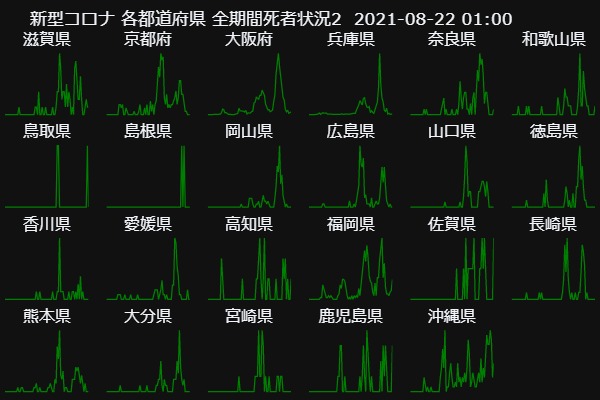 新型コロナ 各都道府県 全期間死者状況2 2021-08-22 01:00
滋賀県 京都府 大阪府 兵庫県 奈良県 和歌山県
鳥取県 島根県 岡山県 広島県 山口県 徳島県
香川県 愛媛県 高知県 福岡県 佐賀県 長崎県
熊本県 大分県 宮崎県 鹿児島県 沖縄県